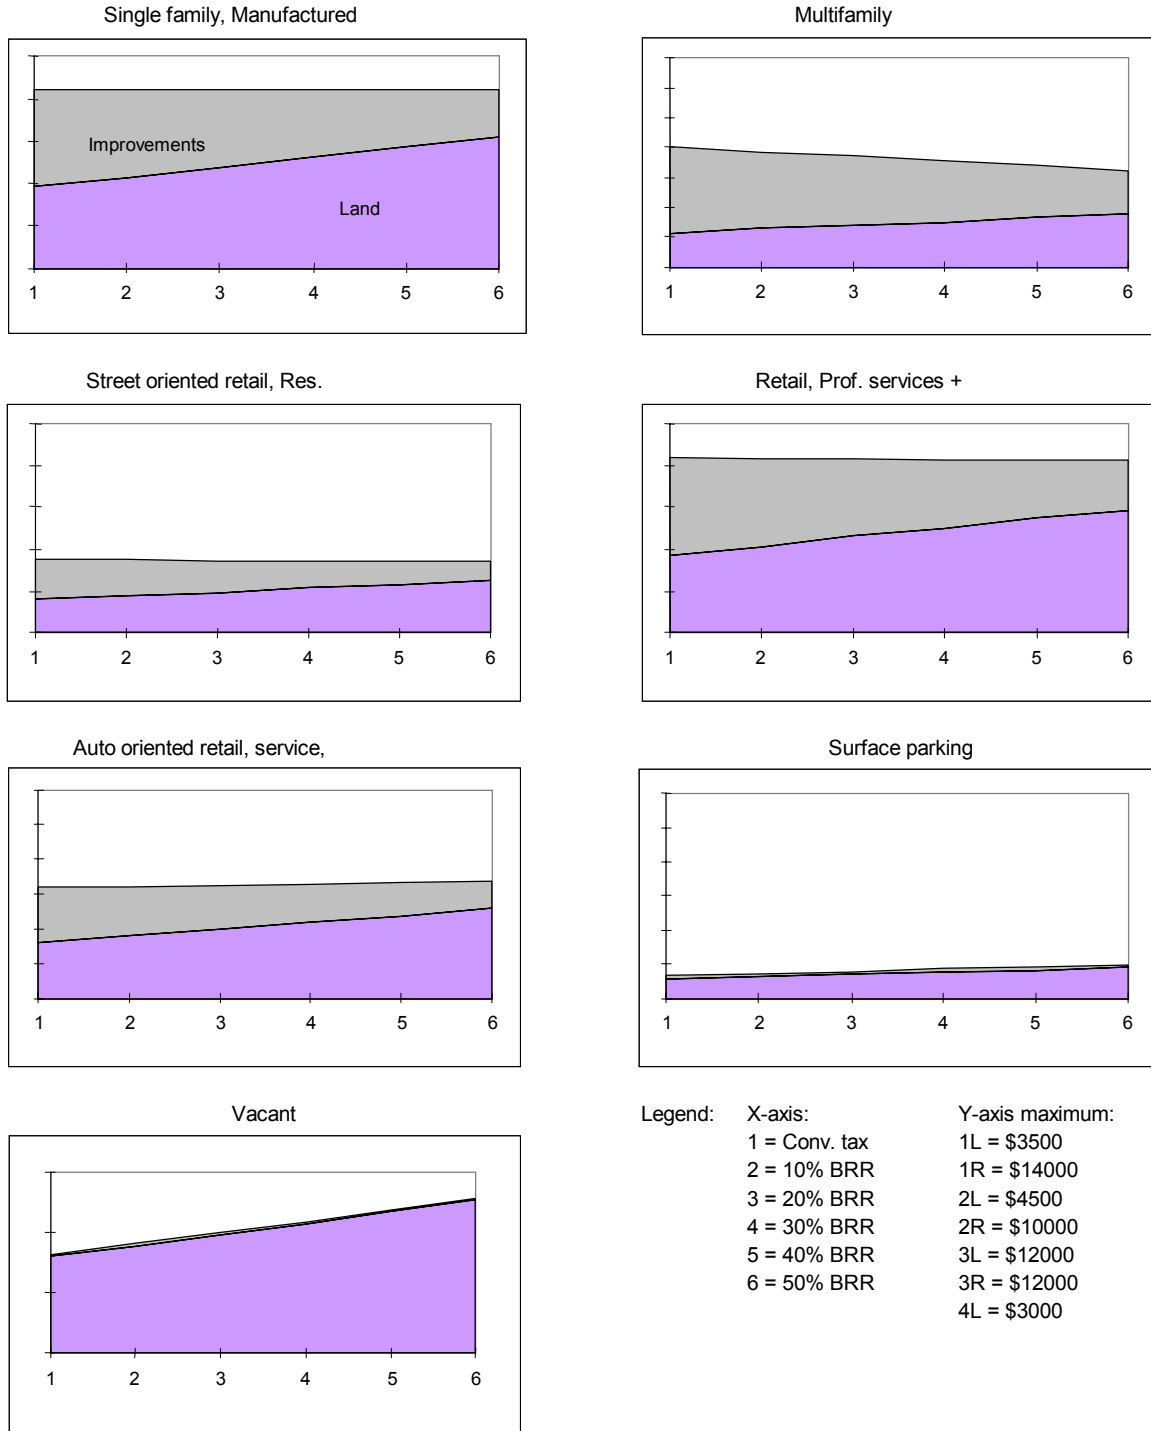 Single family, Manufactured
Improvements
Land
1 2 3 4 5 6
Multifamily
1 2 3 4 5 6
Street oriented retail, Res.
1 2 3 4 5 6
Retail, Prof. services +
1 2 3 4 5 6
Auto oriented retail, service,
1 2 3 4 5 6
Surface parking
1 2 3 4 5 6
Vacant
1 2 3 4 5 6
Legend: X-axis: Y-axis maximum:
1 = Conv. tax 1L = $3500
2 = 10% BRR 1R = $14000
3 = 20% BRR 2L = $4500
4 = 30% BRR 2R = $10000
5 = 40% BRR 3L = $12000
6 = 50% BRR 3R = $12000
4L = $3000